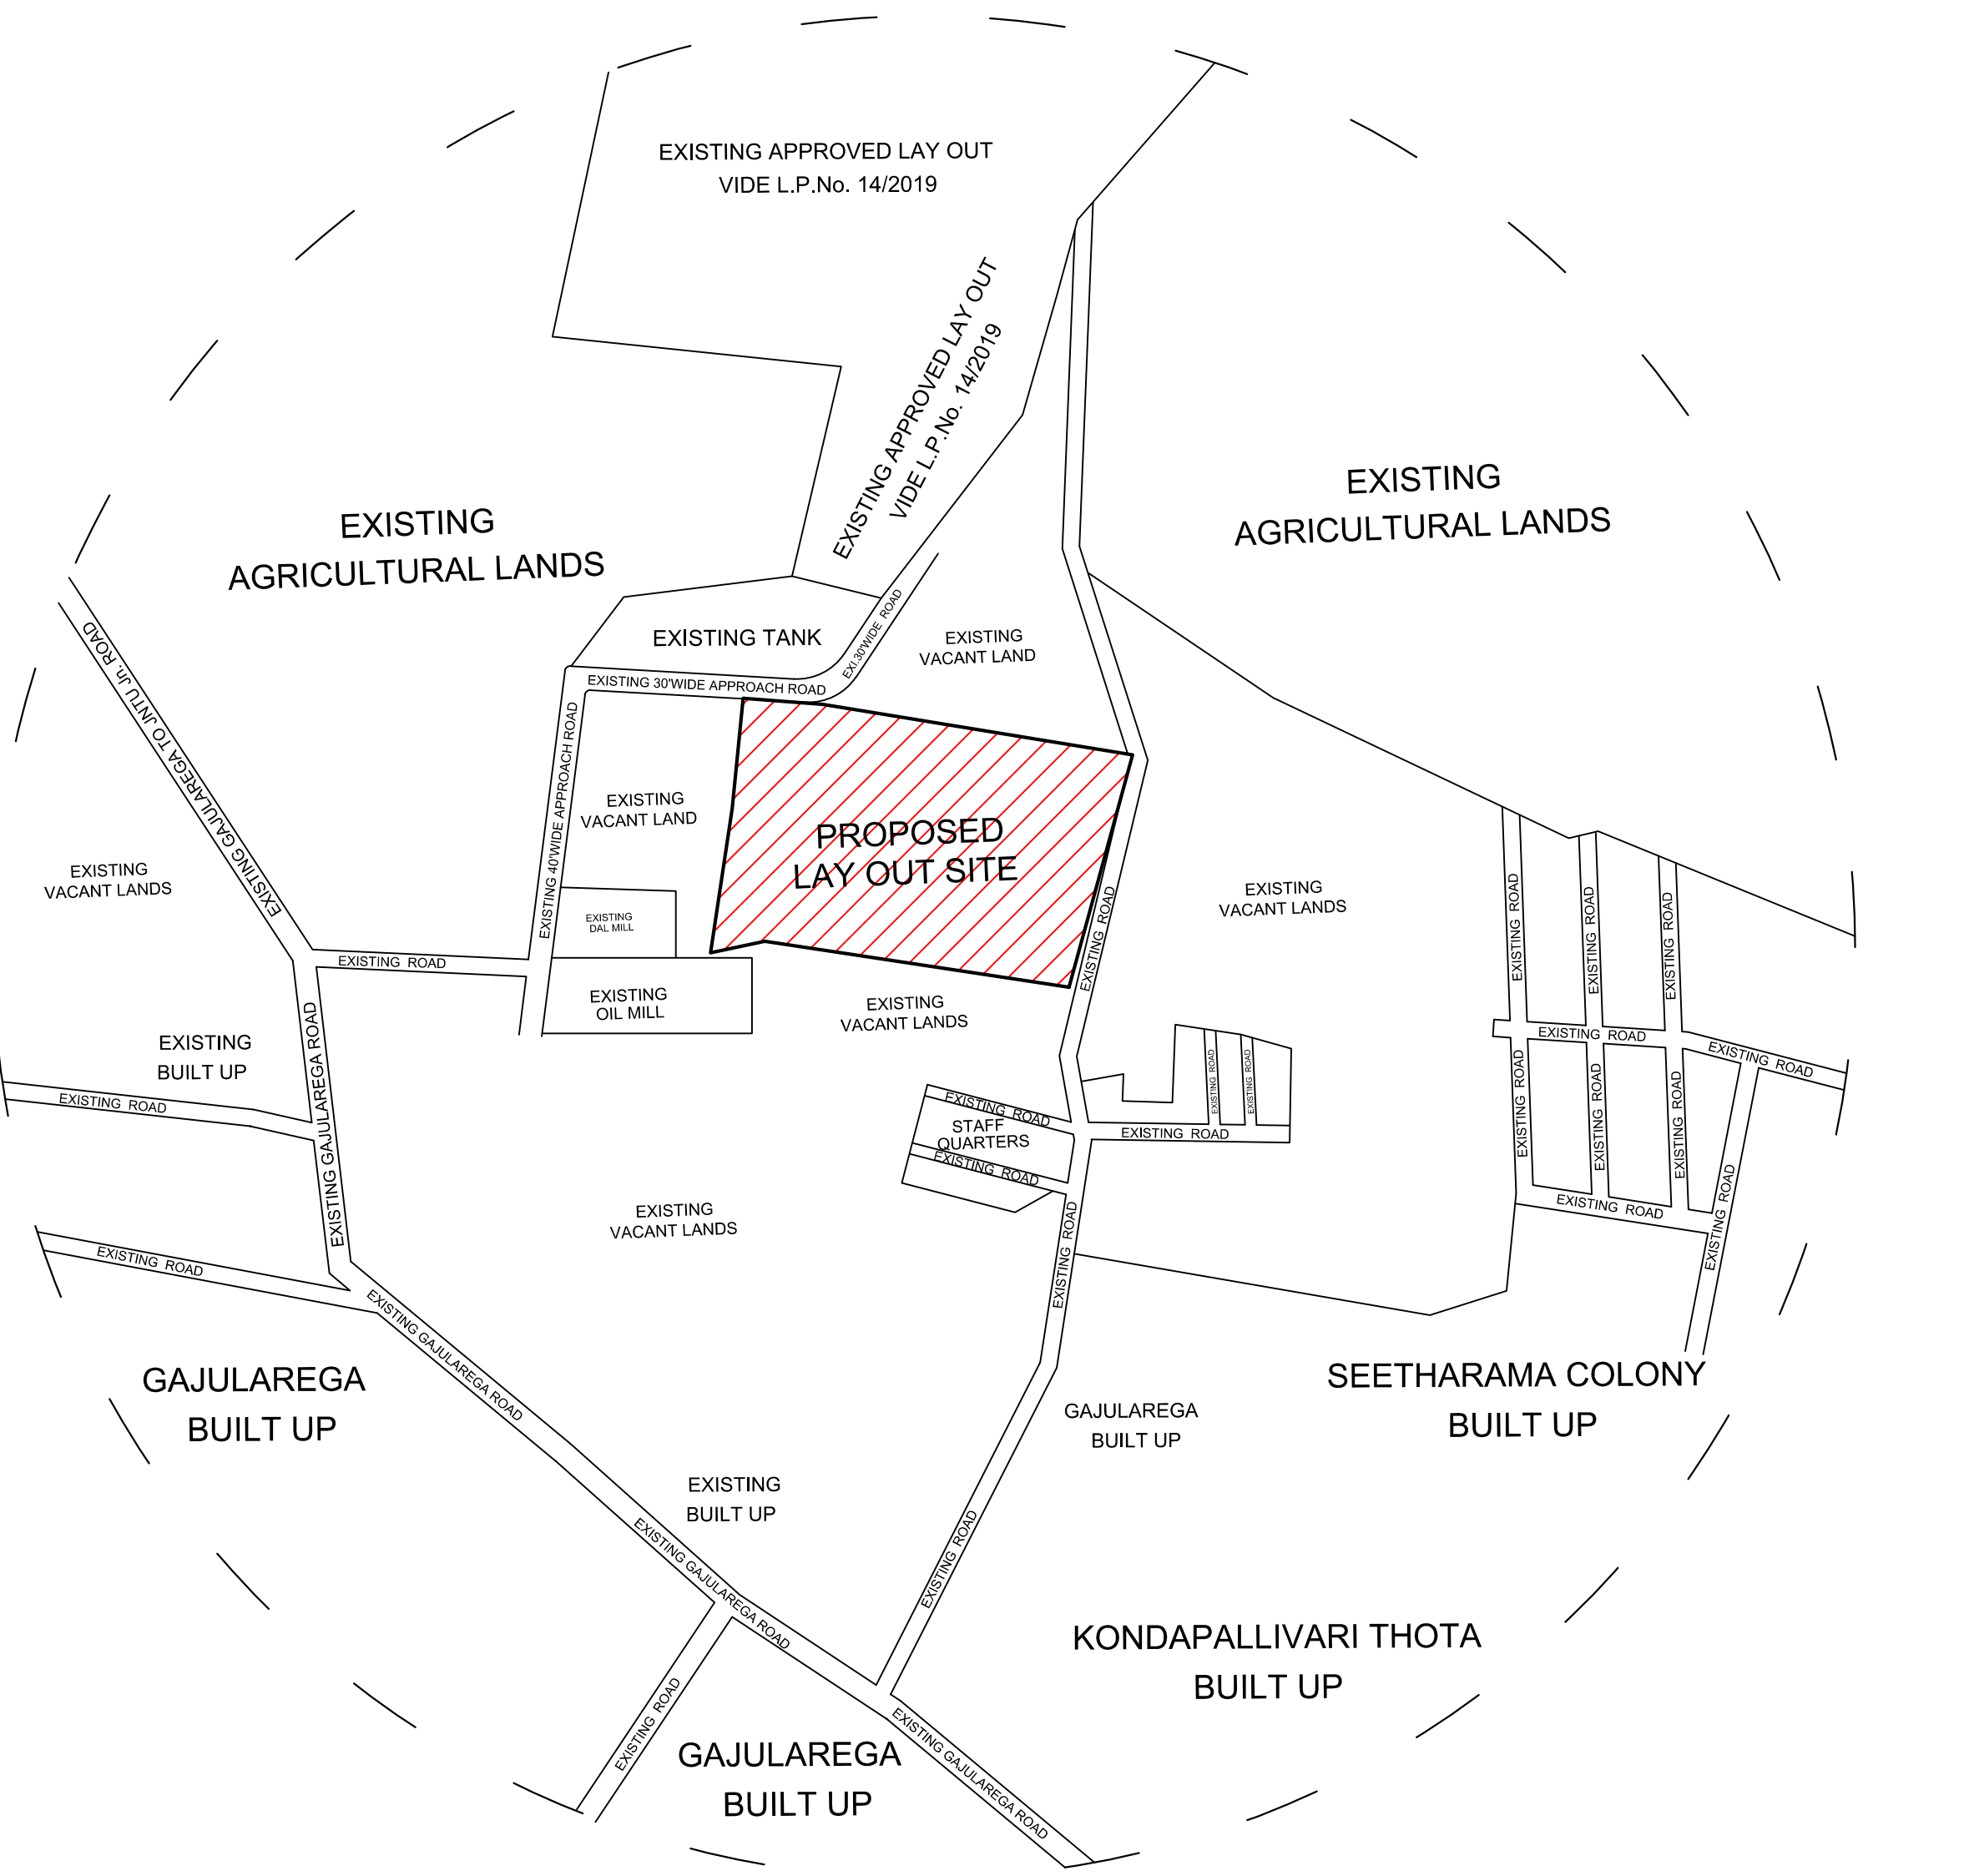 EXISTING APPROVED LAY OUT
VIDE L.P.No. 14/2019
EXISTING APPROVED LAY OUT
VIDE L.P.No. 14/2019
EXISTING
AGRICULTURAL LANDS
EXISTING
AGRICULTURAL LANDS
EXISTING TANK
EXI.30'WIDE ROAD
EXISTING
VACANT LAND
EXISTING 30'WIDE APPROACH ROAD
EXISTING GAJULAREGA TO JNTU Jn. ROAD
EXISTING 40'WIDE APPROACH ROAD
EXISTING
VACANT LAND
PROPOSED
LAY OUT SITE
EXISTING
VACANT LANDS
EXISTING
DAL MILL
EXISTING ROAD
EXISTING
VACANT LANDS
EXISTING ROAD
EXISTING ROAD
EXISTING ROAD
EXISTING ROAD
EXISTING
OIL MILL
EXISTING
VACANT LANDS
EXISTING ROAD
EXISTING
BUILT UP
EXISTING GAJULAREGA ROAD
EXISTING ROAD
EXISTING ROAD
EXISTING ROAD
EXISTING ROAD
EXISTING ROAD
STAFF
QUARTERS
EXISTING ROAD
EXISTING ROAD
EXISTING ROAD
EXISTING ROAD
EXISTING ROAD
EXISTING ROAD
EXISTING ROAD
EXISTING ROAD
EXISTING ROAD
EXISTING
VACANT LANDS
EXISTING ROAD
EXISTING ROAD
EXISTING GAJULAREGA ROAD
GAJULAREGA
BUILT UP
SEETHARAMA COLONY
BUILT UP
GAJULAREGA
BUILT UP
EXISTING
BUILT UP
EXISTING GAJULAREGA ROAD
EXISTING ROAD
KONDAPALLIVARI THOTA
BUILT UP
EXISTING ROAD
GAJULAREGA
BUILT UP
EXISTING GAJULAREGA ROAD